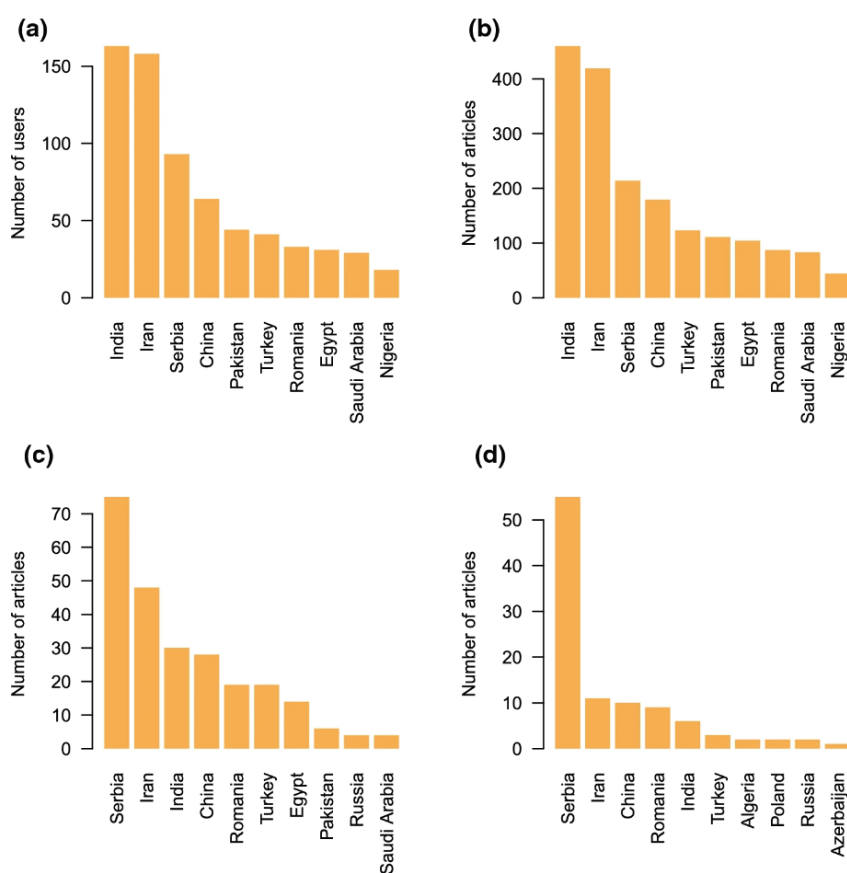 (a)
Number of users
150
100
50
0
India
Iran
Serbia
China
Pakistan
Turkey
Romania
Egypt
Saudi Arabia
Nigeria
(b)
Number of articles
400
300
200
100
0
India
Iran
Serbia
China
Turkey
Pakistan
Egypt
Romania
Saudi Arabia
Nigeria
(c)
Number of articles
70
60
50
40
30
20
10
0
Serbia
Iran
India
China
Romania
Turkey
Egypt
Pakistan
Russia
Saudi Arabia
(d)
Number of articles
50
40
30
20
10
0
Serbia
Iran
China
Romania
India
Turkey
Algeria
Poland
Russia
Azerbaijan